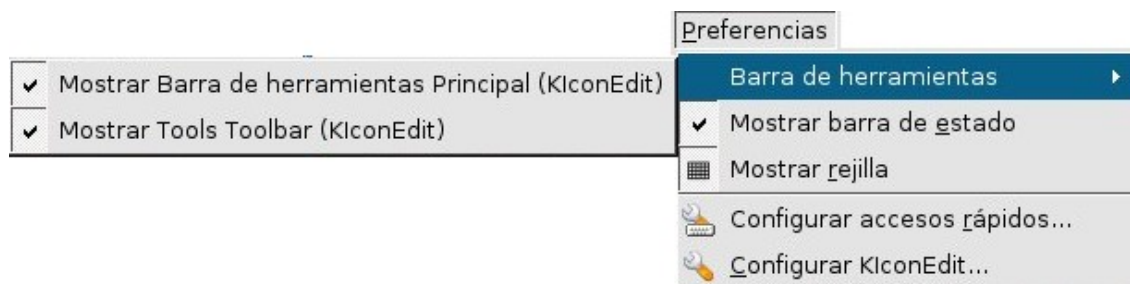 Preferencias
Barra de herramientas
Mostrar Barra de herramientas Principal (KIconEdit)
Mostrar Tools Toolbar (KIconEdit)
Mostrar barra de estado
Mostrar rejilla
Configurar accesos rápidos...
Configurar KIconEdit...